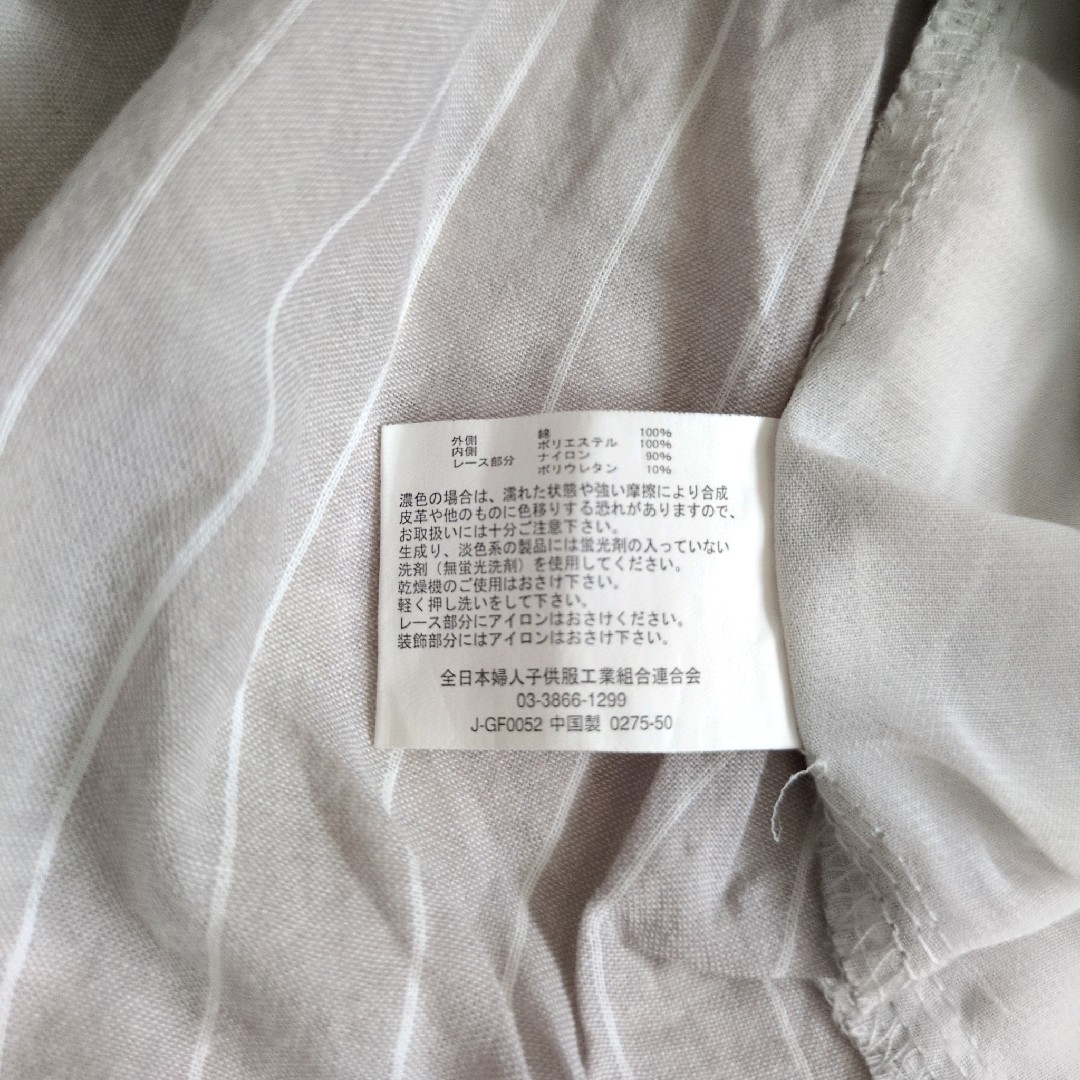 外側 綿 100%
内側 ポリエステル 100%
レース部分 ナイロン 90%
ポリウレタン 10%
濃色の場合は、濡れた状態や強い摩擦により合成
皮革や他のものに色移りする恐れがありますので、
お取扱いには十分ご注意下さい。
生成り、淡色系の製品には蛍光剤の入っていない
洗剤（無蛍光洗剤）を使用してください。
乾燥機のご使用はおさけ下さい。
軽く押し洗いをして下さい。
レース部分にアイロンはおさけください。
装飾部分にはアイロンはおさけ下さい。
全日本婦人子供服工業組合連合会
03-3866-1299
J-GF0052 中国製 0275-50